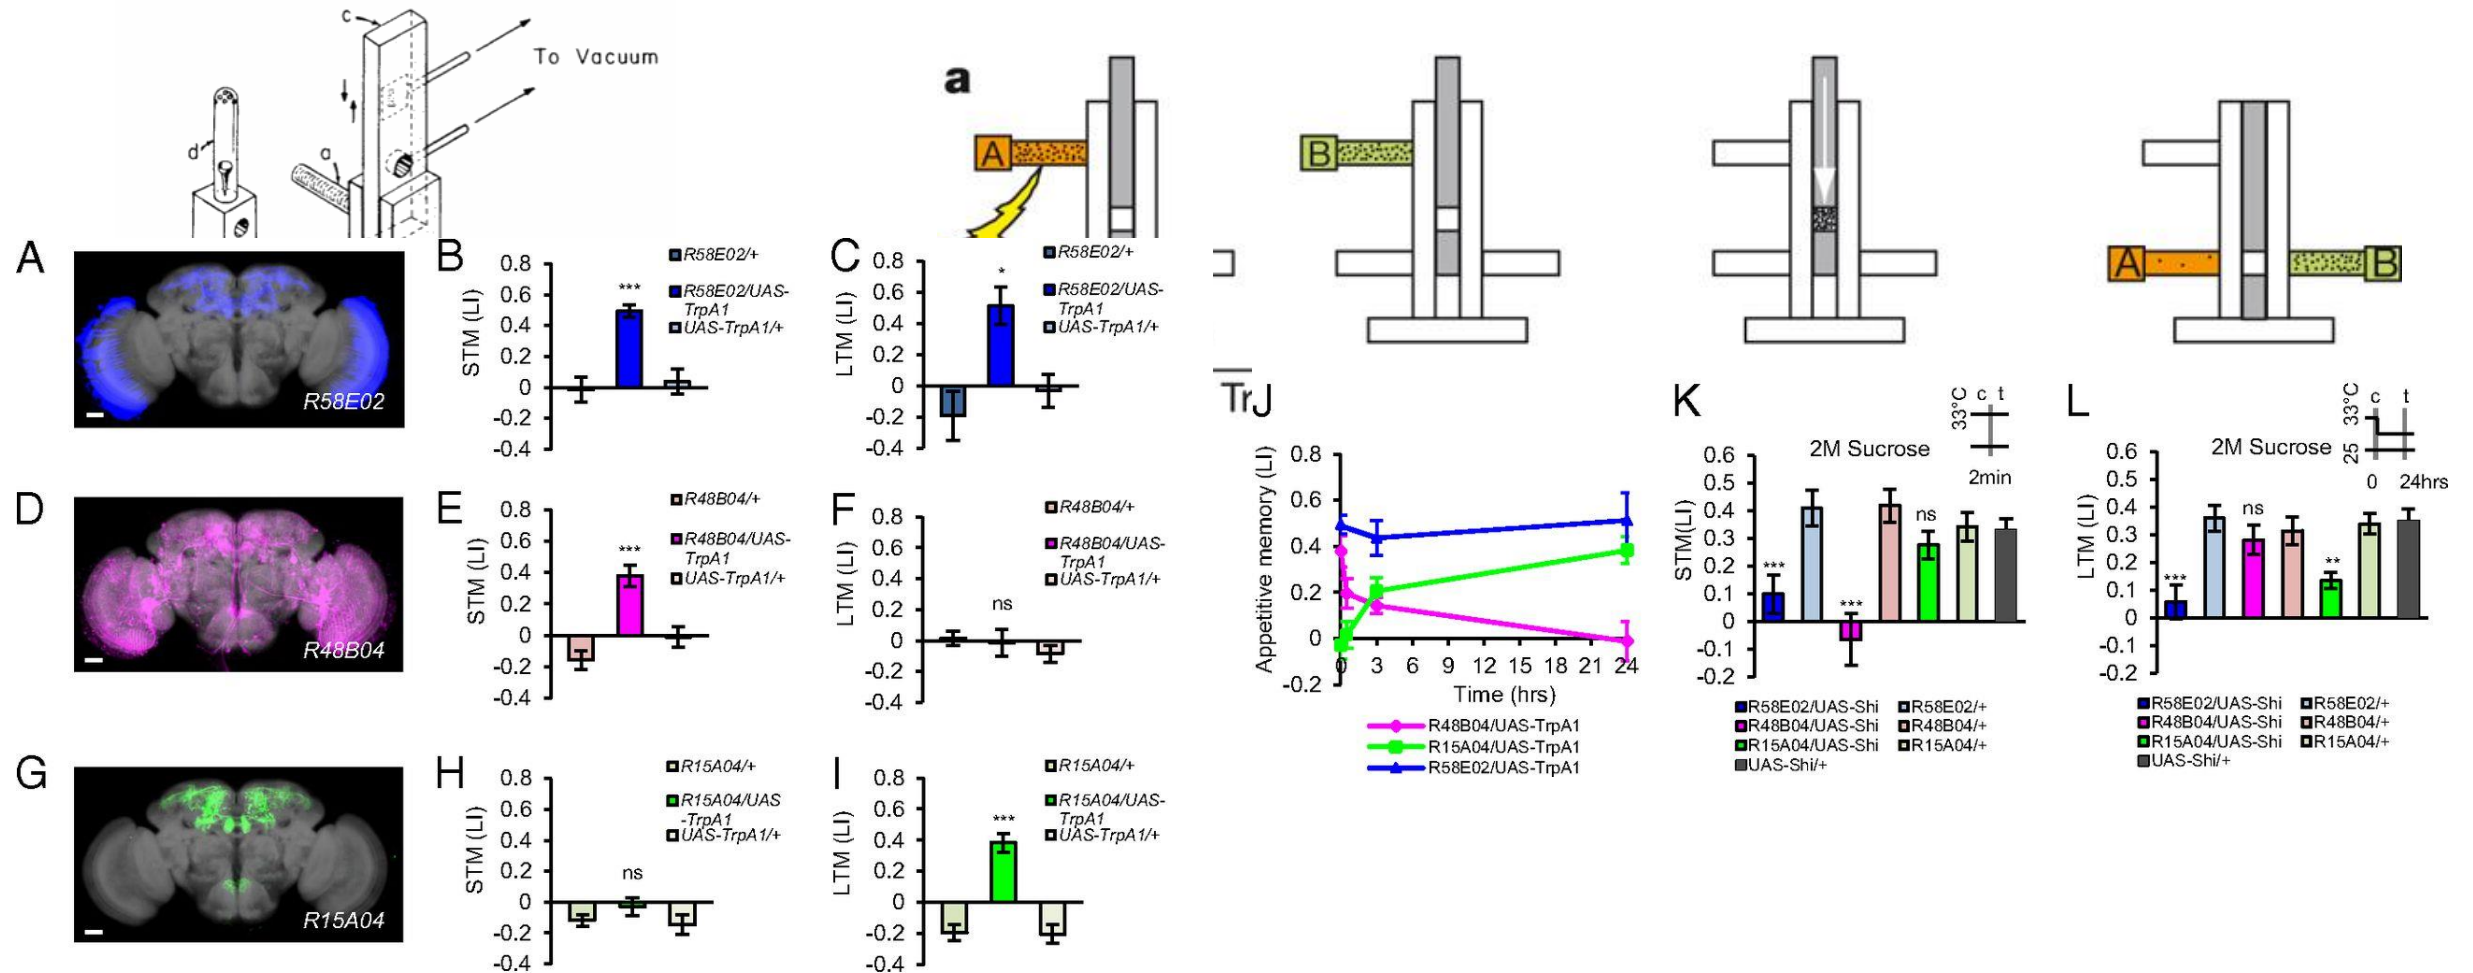 c
To Vacuum
d
a
a
A
B
A
B
A
R58E02
B
STM (LI)
0.8
0.6
0.4
0.2
0
-0.2
-0.4
***
R58E02/+
R58E02/UAS-
TrpA1
UAS-TrpA1/+
C
LTM (LI)
0.8
0.6
0.4
0.2
0
-0.2
-0.4
*
R58E02/+
R58E02/UAS-
TrpA1
UAS-TrpA1/+
D
R48B04
E
STM (LI)
0.8
0.6
0.4
0.2
0
-0.2
-0.4
***
R48B04/+
R48B04/UAS-
TrpA1
UAS-TrpA1/+
F
LTM (LI)
0.8
0.6
0.4
0.2
0
-0.2
-0.4
ns
R48B04/+
R48B04/UAS-
TrpA1
UAS-TrpA1/+
G
R15A04
H
STM (LI)
0.8
0.6
0.4
0.2
0
-0.2
-0.4
ns
R15A04/+
R15A04/UAS
-TrpA1
UAS-TrpA1/+
I
LTM (LI)
0.8
0.6
0.4
0.2
0
-0.2
-0.4
***
R15A04/+
R15A04/UAS-
TrpA1
UAS-TrpA1/+
Tr
J
Appetitive memory (LI)
0.8
0.6
0.4
0.2
0
-0.2
0 3 6 9 12 15 18 21 24
Time (hrs)
R48B04/UAS-TrpA1
R15A04/UAS-TrpA1
R58E02/UAS-TrpA1
K
33°C
c t
2min
2M Sucrose
STM(LI)
0.6
0.5
0.4
0.3
0.2
0.1
0
-0.1
-0.2
***
***
ns
R58E02/UAS-Shi R58E02/+
R48B04/UAS-Shi R48B04/+
R15A04/UAS-Shi R15A04/+
UAS-Shi/+
L
25 33°C
c t
0 24hrs
2M Sucrose
LTM (LI)
0.6
0.5
0.4
0.3
0.2
0.1
0
-0.1
-0.2
***
ns
**
R58E02/UAS-Shi R58E02/+
R48B04/UAS-Shi R48B04/+
R15A04/UAS-Shi R15A04/+
UAS-Shi/+